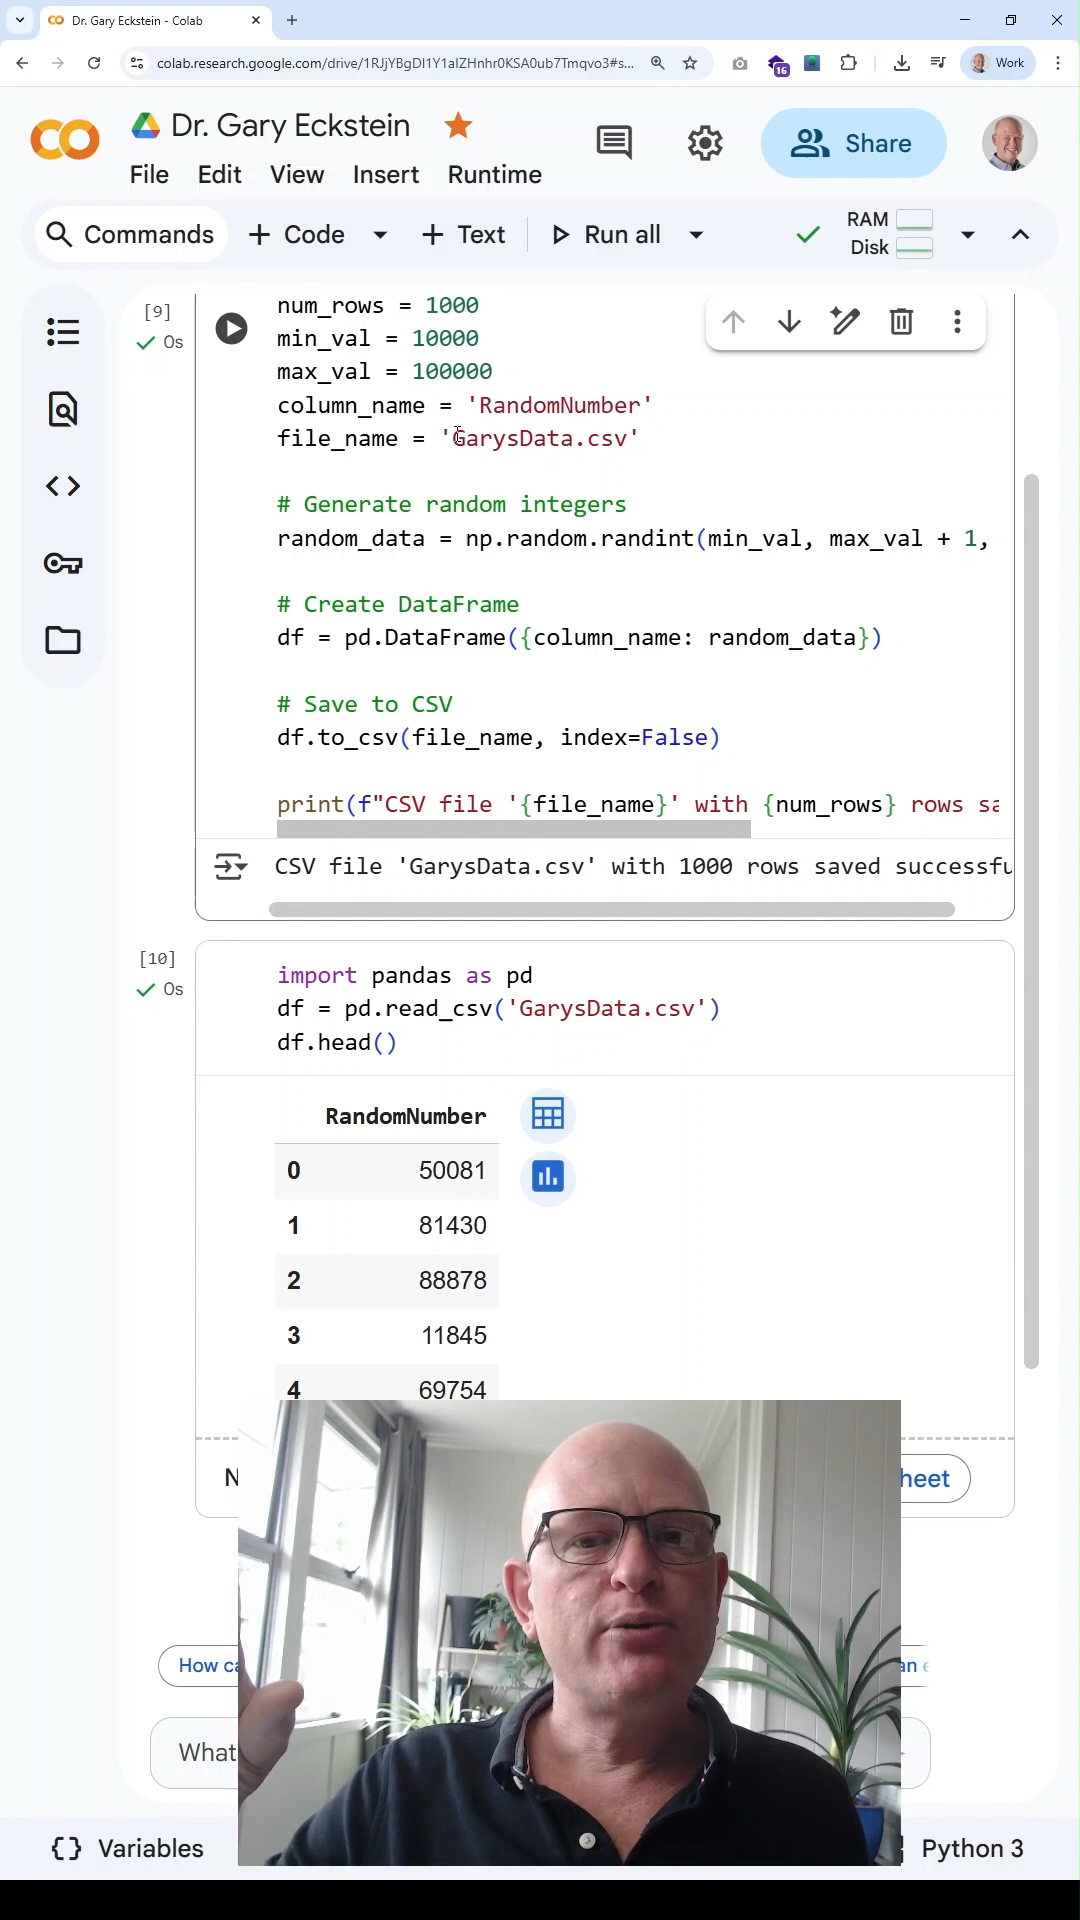 Dr. Gary Eckstein - Colab
colab.research.google.com/drive/1RJjYBgDI1Y1alZHnhr0KSA0ub7Tmqvo3#s...
16
Work
CO
Dr. Gary Eckstein
Share
File Edit View Insert Runtime
Commands + Code + Text Run all
RAM
Disk
[9]
0s
num_rows = 1000
min_val = 10000
max_val = 100000
column_name = 'RandomNumber'
file_name = 'GarysData.csv'
# Generate random integers
random_data = np.random.randint(min_val, max_val + 1,
# Create DataFrame
df = pd.DataFrame({column_name: random_data})
# Save to CSV
df.to_csv(file_name, index=False)
print(f"CSV file '{file_name}' with {num_rows} rows sa
CSV file 'GarysData.csv' with 1000 rows saved successfu
[10]
0s
import pandas as pd
df = pd.read_csv('GarysData.csv')
df.head()
RandomNumber
0 50081
1 81430
2 88878
3 11845
4 69754
N
heet
How ca
an e
What
{} Variables
Python 3